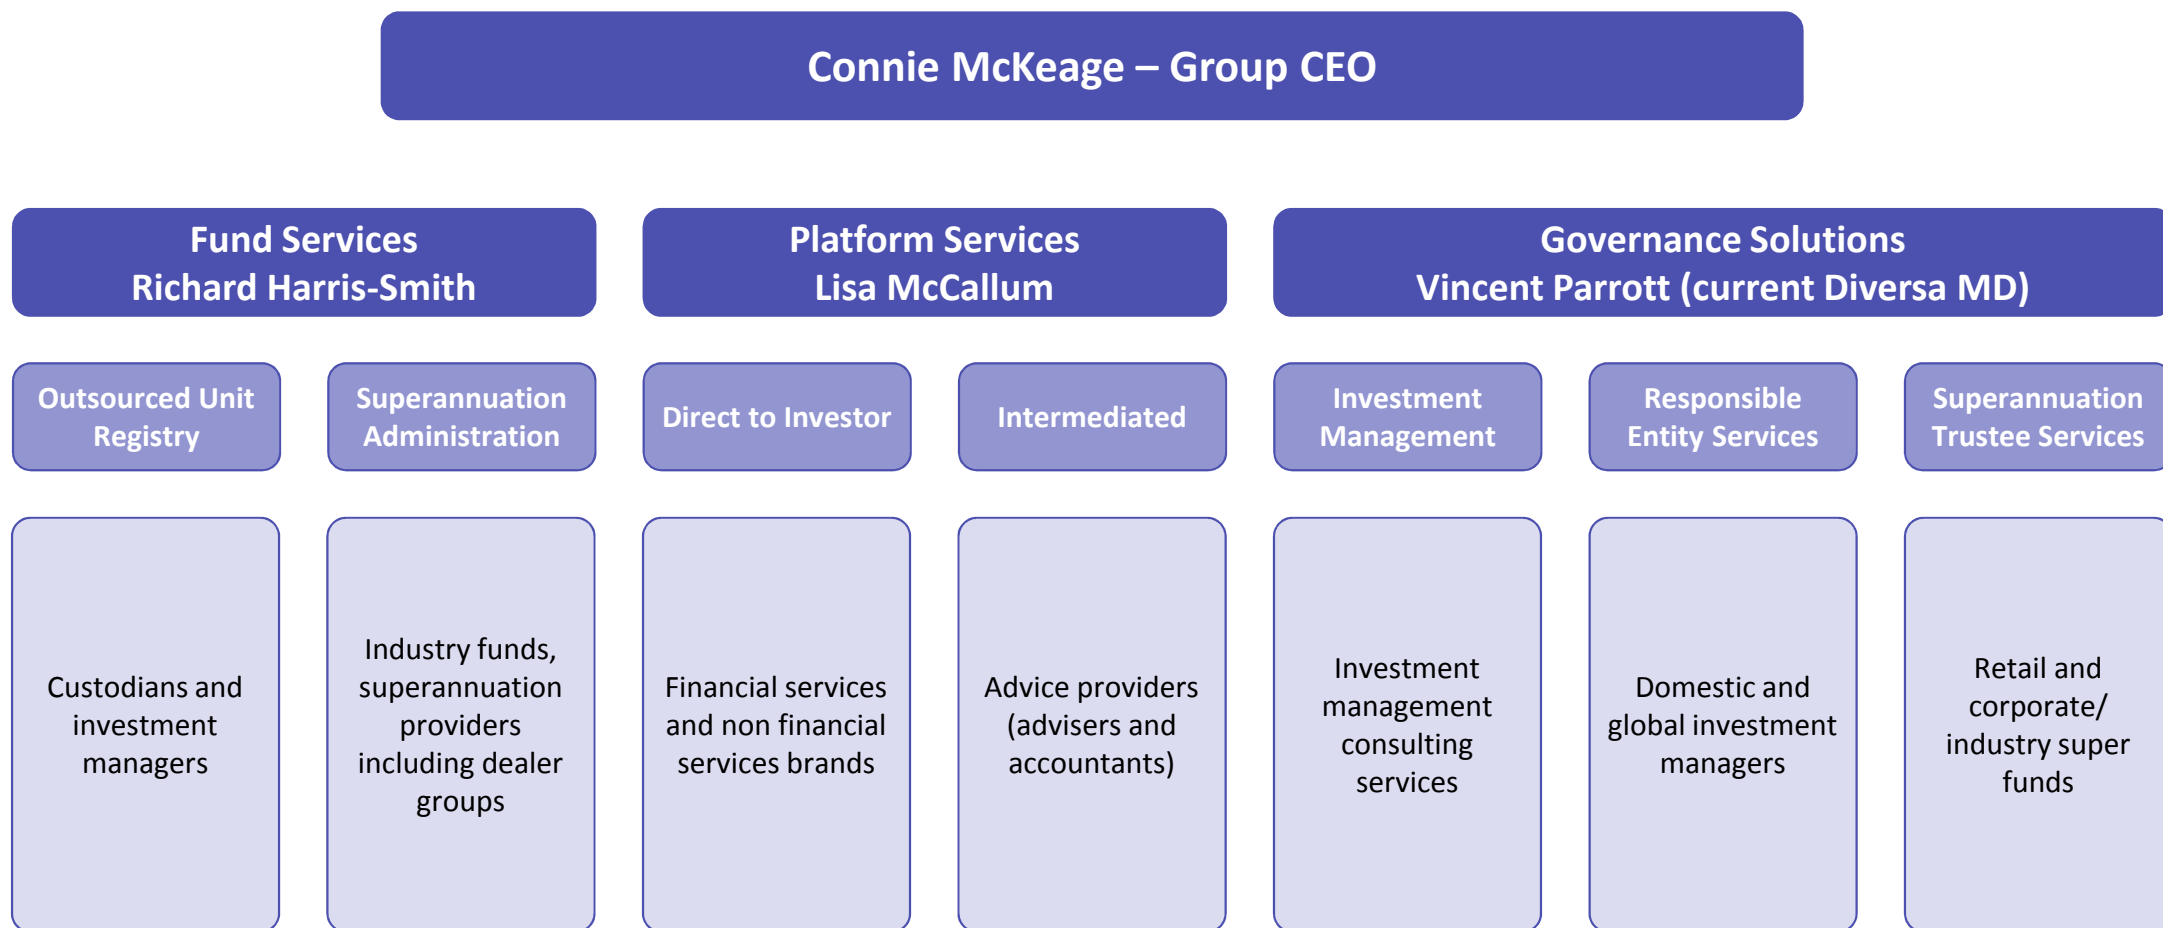 Connie McKeage – Group CEO
Fund Services
Richard Harris-Smith
Platform Services
Lisa McCallum
Governance Solutions
Vincent Parrott (current Diversa MD)
Outsourced Unit
Registry
Superannuation
Administration
Direct to Investor
Intermediated
Investment
Management
Responsible
Entity Services
Superannuation
Trustee Services
Custodians and
investment
managers
Industry funds,
superannuation
providers
including dealer
groups
Financial services
and non financial
services brands
Advice providers
(advisers and
accountants)
Investment
management
consulting
services
Domestic and
global investment
managers
Retail and
corporate/
industry super
funds